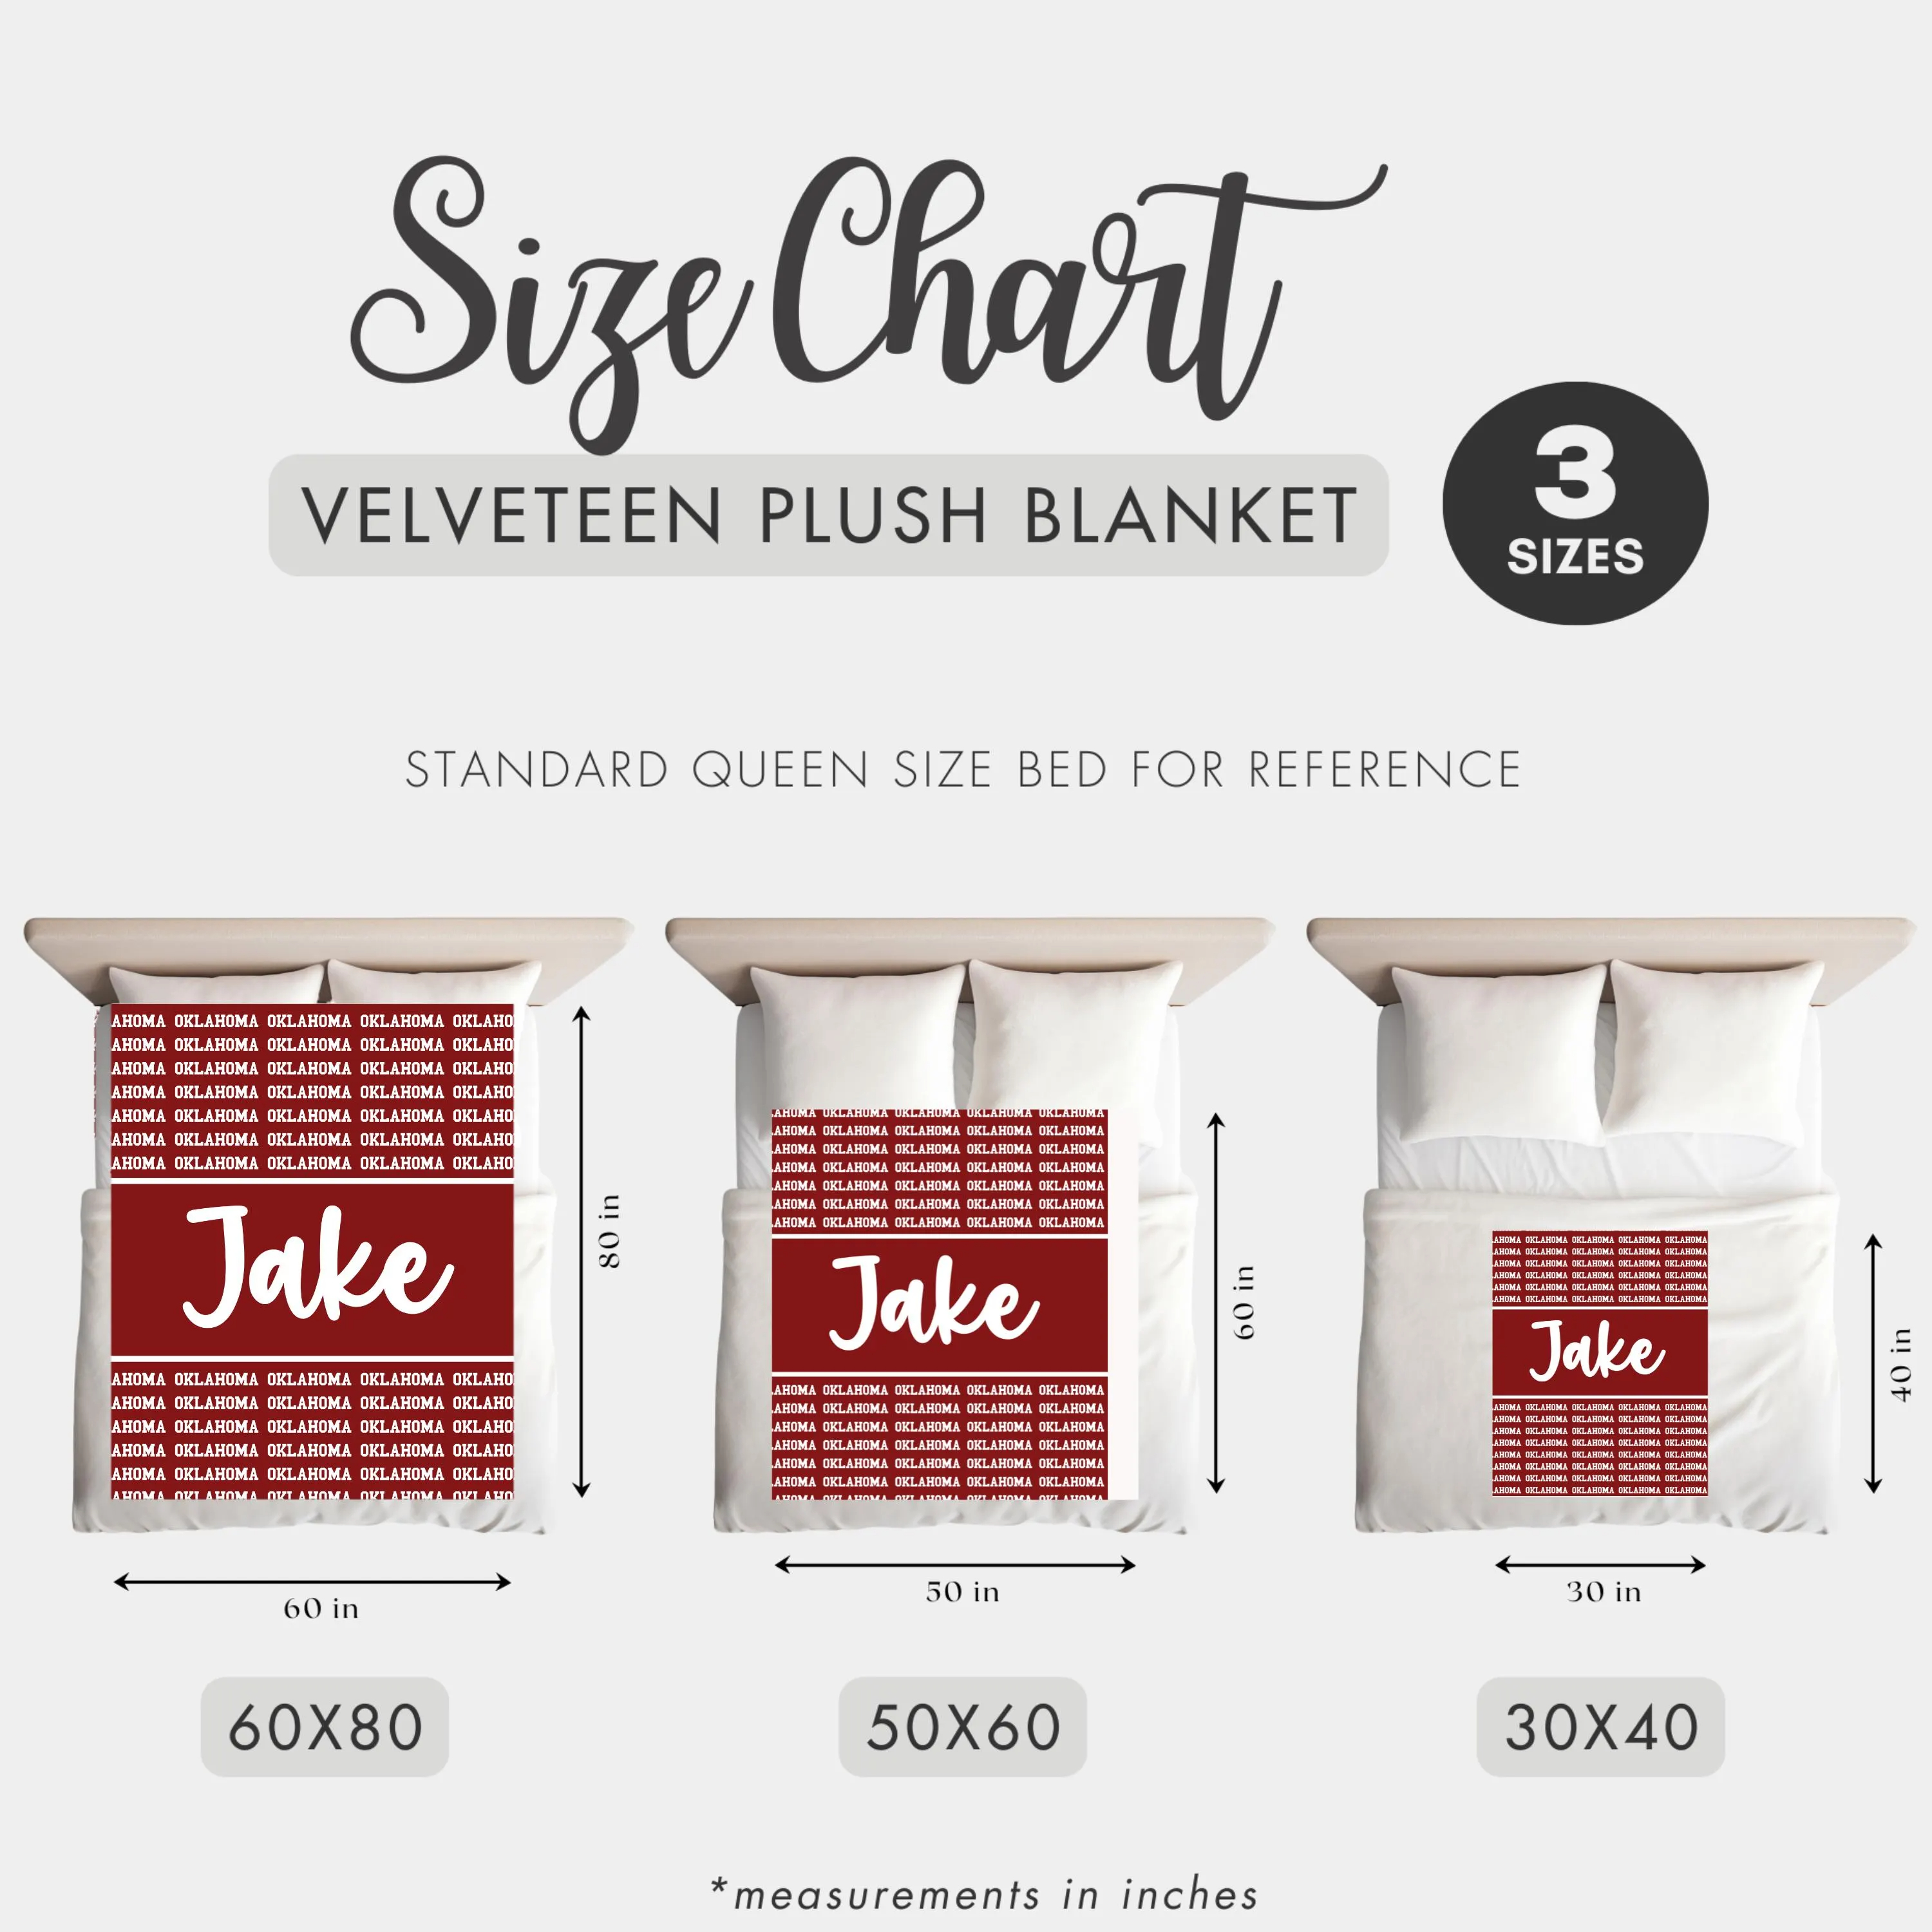 Size Chart
VELVETEEN PLUSH BLANKET
3
SIZES
STANDARD QUEEN SIZE BED FOR REFERENCE
AHOMA OKLAHOMA OKLAHOMA OKLAHOMA OKLAHO
AHOMA OKLAHOMA OKLAHOMA OKLAHOMA OKLAHO
AHOMA OKLAHOMA OKLAHOMA OKLAHOMA OKLAHO
AHOMA OKLAHOMA OKLAHOMA OKLAHOMA OKLAHO
AHOMA OKLAHOMA OKLAHOMA OKLAHOMA OKLAHO
AHOMA OKLAHOMA OKLAHOMA OKLAHOMA OKLAHO
AHOMA OKLAHOMA OKLAHOMA OKLAHOMA OKLAHO
Jake
AHOMA OKLAHOMA OKLAHOMA OKLAHOMA OKLAHO
AHOMA OKLAHOMA OKLAHOMA OKLAHOMA OKLAHO
AHOMA OKLAHOMA OKLAHOMA OKLAHOMA OKLAHO
AHOMA OKLAHOMA OKLAHOMA OKLAHOMA OKLAHO
AHOMA OKLAHOMA OKLAHOMA OKLAHOMA OKLAHO
AHOMA OKLAHOMA OKLAHOMA OKLAHOMA OKLAHO
80 in
60 in
60X80
AHOMA OKLAHOMA OKLAHOMA OKLAHOMA OKLAHOMA
AHOMA OKLAHOMA OKLAHOMA OKLAHOMA OKLAHOMA
AHOMA OKLAHOMA OKLAHOMA OKLAHOMA OKLAHOMA
AHOMA OKLAHOMA OKLAHOMA OKLAHOMA OKLAHOMA
AHOMA OKLAHOMA OKLAHOMA OKLAHOMA OKLAHOMA
AHOMA OKLAHOMA OKLAHOMA OKLAHOMA OKLAHOMA
AHOMA OKLAHOMA OKLAHOMA OKLAHOMA OKLAHOMA
Jake
AHOMA OKLAHOMA OKLAHOMA OKLAHOMA OKLAHOMA
AHOMA OKLAHOMA OKLAHOMA OKLAHOMA OKLAHOMA
AHOMA OKLAHOMA OKLAHOMA OKLAHOMA OKLAHOMA
AHOMA OKLAHOMA OKLAHOMA OKLAHOMA OKLAHOMA
AHOMA OKLAHOMA OKLAHOMA OKLAHOMA OKLAHOMA
AHOMA OKLAHOMA OKLAHOMA OKLAHOMA OKLAHOMA
AHOMA OKLAHOMA OKLAHOMA OKLAHOMA OKLAHOMA
60 in
50 in
50X60
AHOMA OKLAHOMA OKLAHOMA OKLAHOMA OKLAHOMA
AHOMA OKLAHOMA OKLAHOMA OKLAHOMA OKLAHOMA
AHOMA OKLAHOMA OKLAHOMA OKLAHOMA OKLAHOMA
AHOMA OKLAHOMA OKLAHOMA OKLAHOMA OKLAHOMA
AHOMA OKLAHOMA OKLAHOMA OKLAHOMA OKLAHOMA
AHOMA OKLAHOMA OKLAHOMA OKLAHOMA OKLAHOMA
Jake
AHOMA OKLAHOMA OKLAHOMA OKLAHOMA OKLAHOMA
AHOMA OKLAHOMA OKLAHOMA OKLAHOMA OKLAHOMA
AHOMA OKLAHOMA OKLAHOMA OKLAHOMA OKLAHOMA
AHOMA OKLAHOMA OKLAHOMA OKLAHOMA OKLAHOMA
AHOMA OKLAHOMA OKLAHOMA OKLAHOMA OKLAHOMA
AHOMA OKLAHOMA OKLAHOMA OKLAHOMA OKLAHOMA
AHOMA OKLAHOMA OKLAHOMA OKLAHOMA OKLAHOMA
AHOMA OKLAHOMA OKLAHOMA OKLAHOMA OKLAHOMA
40 in
30 in
30X40
*measurements in inches